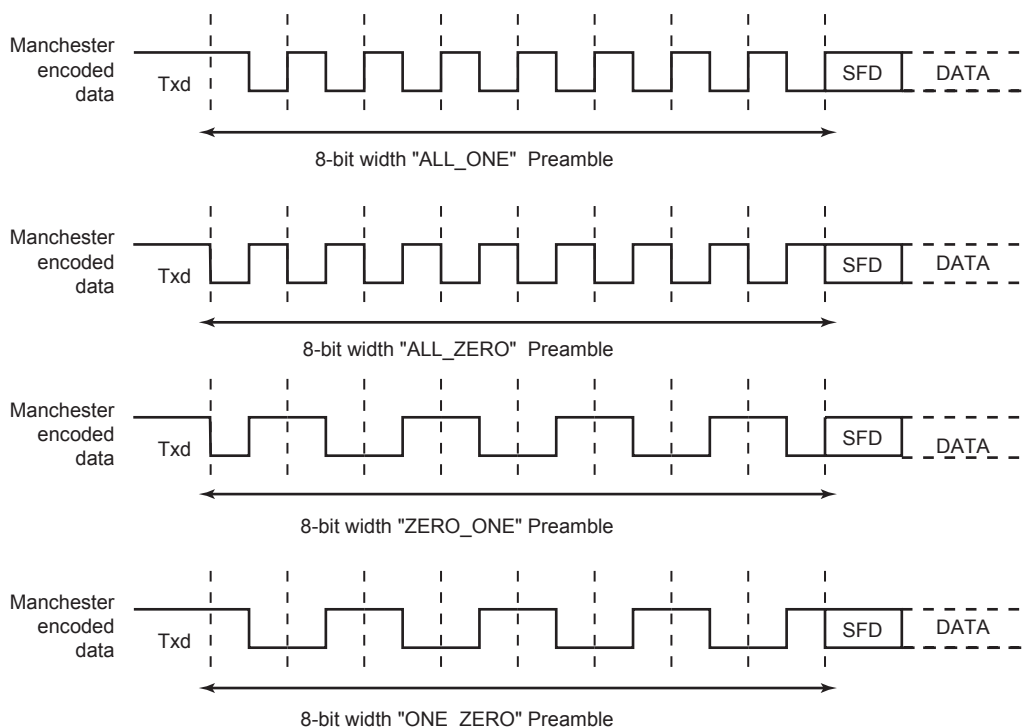 Manchester
encoded
data
Txd
SFD
DATA
8-bit width "ALL_ONE" Preamble
Manchester
encoded
data
Txd
SFD
DATA
8-bit width "ALL_ZERO" Preamble
Manchester
encoded
data
Txd
SFD
DATA
8-bit width "ZERO_ONE" Preamble
Manchester
encoded
data
Txd
SFD
DATA
8-bit width "ONE_ZERO" Preamble